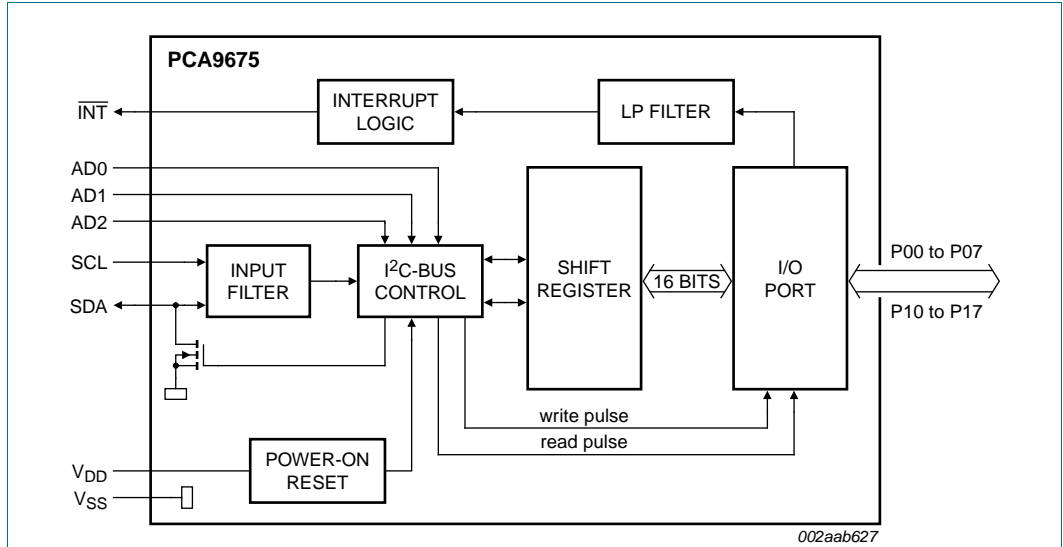 PCA9675
INT
INTERRUPT
LOGIC
LP FILTER
AD0
AD1
AD2
SCL
SDA
INPUT
FILTER
I²C-BUS
CONTROL
SHIFT
REGISTER
16 BITS
I/O
PORT
P00 to P07
P10 to P17
write pulse
read pulse
VDD
VSS
POWER-ON
RESET
002aab627